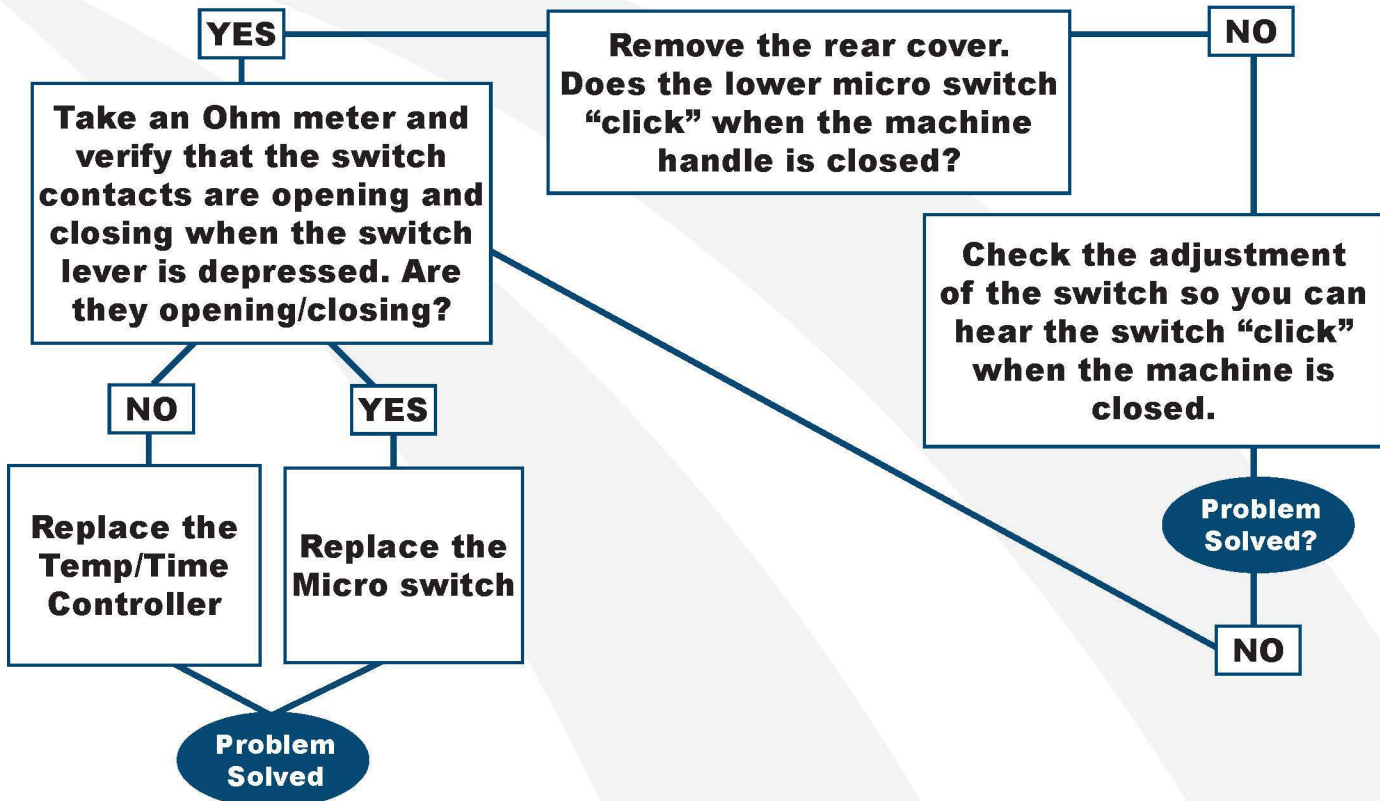 YES
Remove the rear cover.
Does the lower micro switch
“click” when the machine
handle is closed?
NO
Take an Ohm meter and
verify that the switch
contacts are opening and
closing when the switch
lever is depressed. Are
they opening/closing?
Check the adjustment
of the switch so you can
hear the switch “click”
when the machine is
closed.
NO
YES
Replace the
Temp/Time
Controller
Replace the
Micro switch
Problem
Solved?
NO
Problem
Solved